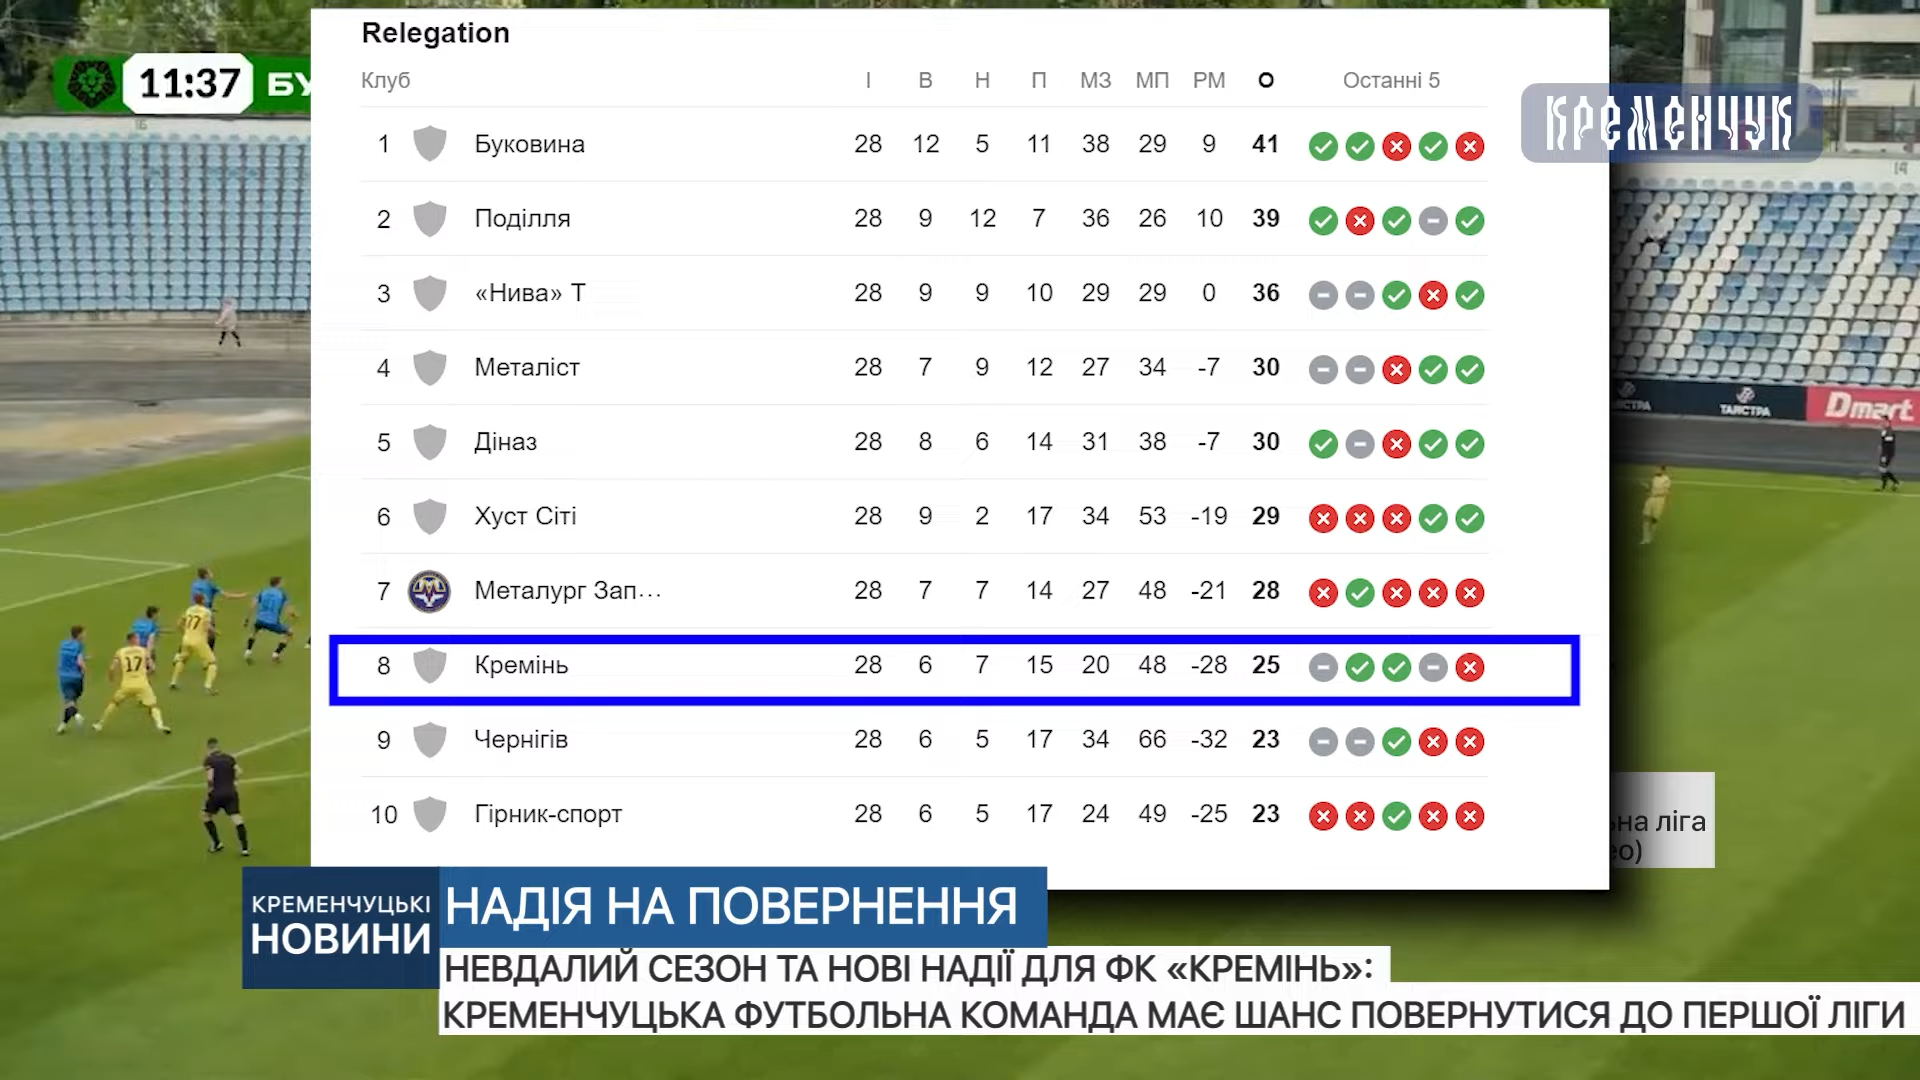 Relegation
Клуб І В Н П МЗ МП РМ О Останні 5
1 Буковина 28 12 5 11 38 29 9 41
2 Поділля 28 9 12 7 36 26 10 39
3 «Нива» Т 28 9 9 10 29 29 0 36
4 Металіст 28 7 9 12 27 34 -7 30
5 Діназ 28 8 6 14 31 38 -7 30
6 Хуст Сіті 28 9 2 17 34 53 -19 29
7 Металург Зап... 28 7 7 14 27 48 -21 28
8 Кремінь 28 6 7 15 20 48 -28 25
9 Чернігів 28 6 5 17 34 66 -32 23
10 Гірник-спорт 28 6 5 17 24 49 -25 23
11:37 БУ
КРЕМЕНЧУК
14
ТАЙСТРА
Dmart
77
17
на ліга
ео)
КРЕМЕНЧУЦЬКІ
НОВИНИ
НАДІЯ НА ПОВЕРНЕННЯ
НЕВДАЛИЙ СЕЗОН ТА НОВІ НАДІЇ ДЛЯ ФК «КРЕМІНЬ»:
КРЕМЕНЧУЦЬКА ФУТБОЛЬНА КОМАНДА МАЄ ШАНС ПОВЕРНУТИСЯ ДО ПЕРШОЇ ЛІГИ